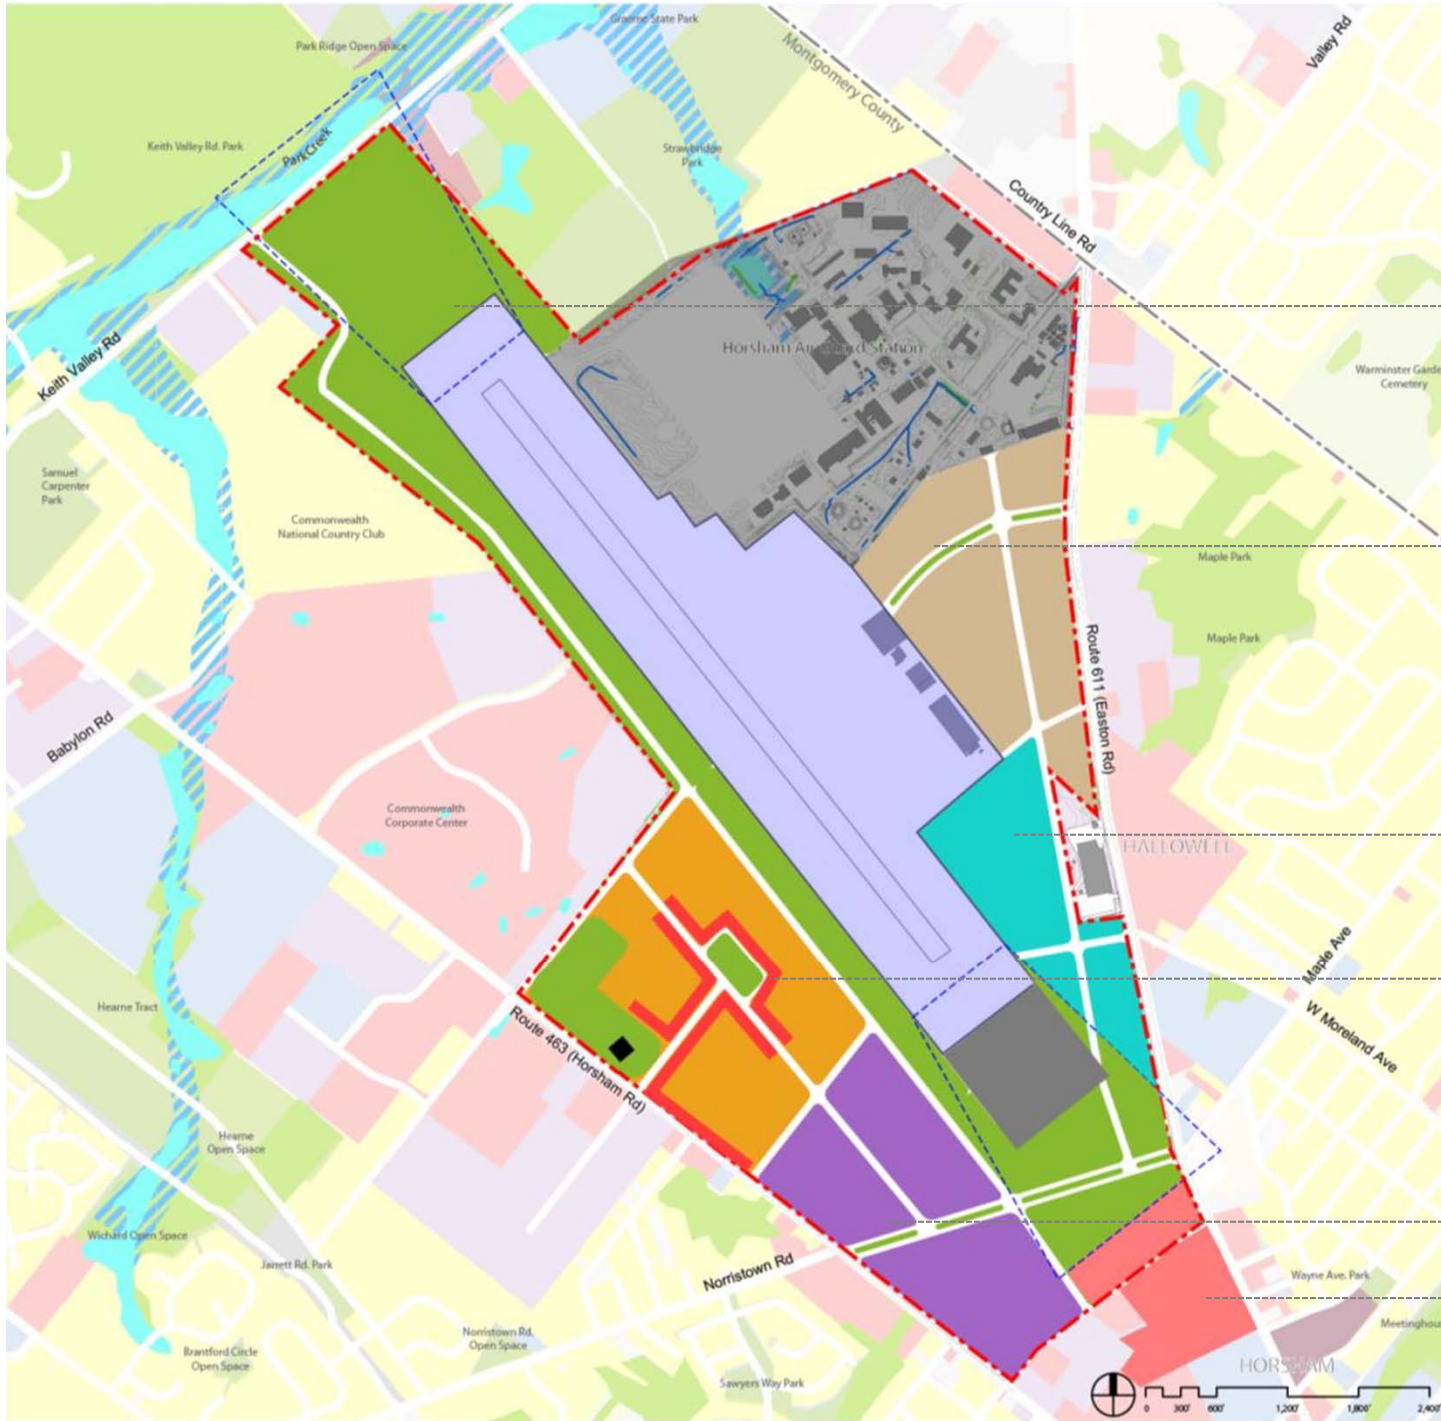 Graeme State Park
Park Ridge Open Space
Valley Rd
Montgomery County
Keith Valley Rd. Park
Park Creek
Strawbridge
Park
Country Line Rd
Horsham Air Guard Station
Keith Valley Rd
Warminster Garde
Cemetery
Samuel
Carpenter
Park
Commonwealth
National Country Club
Maple Park
Maple Park
Route 611 (Easton Rd)
Babylon Rd
Commonwealth
Corporate Center
HALLOWELL
Maple Ave
Hearne Tract
W Moreland Ave
Route 463 (Horsham Rd)
Hearne
Open Space
Wichard Open Space
Jarrett Rd. Park
Norristown Rd
Wayne Ave. Park
Meetinghou
Norristown Rd.
Open Space
Brantford Circle
Open Space
HORSHAM
Sawyers Way Park
0 300' 600' 1,200' 1,800' 2,400'